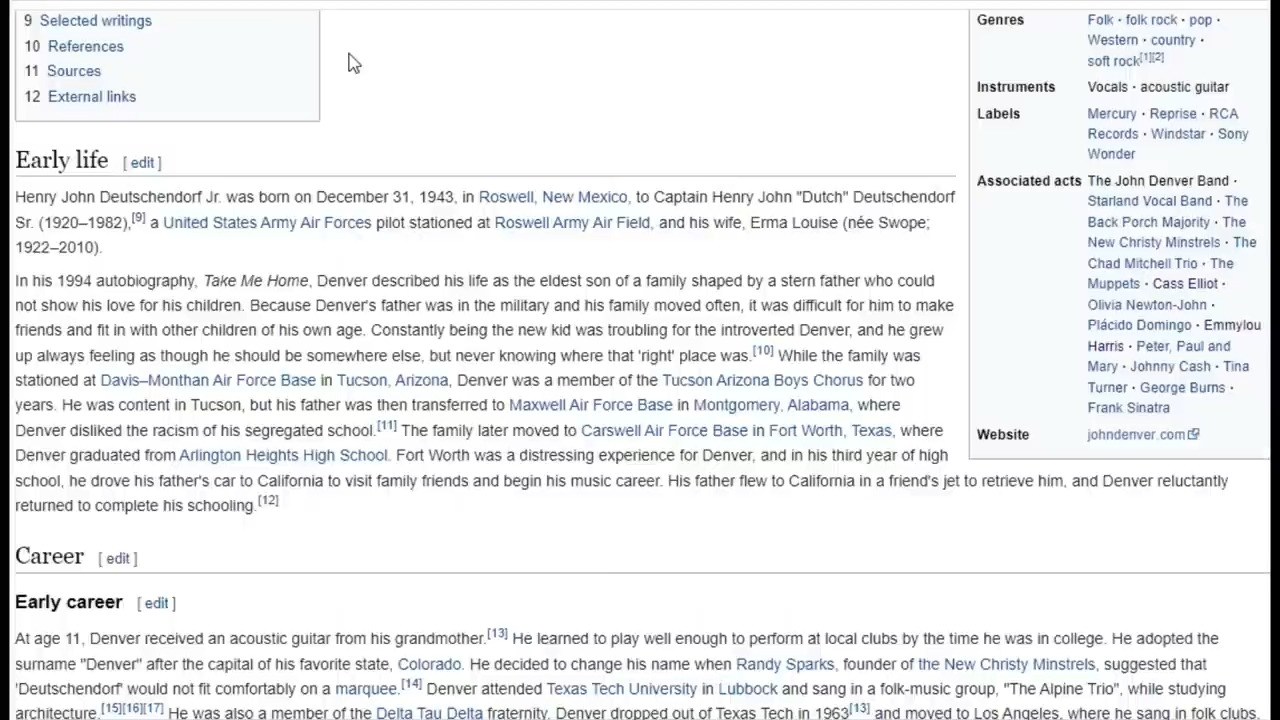 9 Selected writings
10 References
11 Sources
12 External links
Genres
Folk · folk rock · pop ·
Western · country ·
soft rock[1][2]
Instruments
Vocals · acoustic guitar
Labels
Mercury · Reprise · RCA
Records · Windstar · Sony
Wonder
Associated acts
The John Denver Band ·
Starland Vocal Band · The
Back Porch Majority · The
New Christy Minstrels · The
Chad Mitchell Trio · The
Muppets · Cass Elliot ·
Olivia Newton-John ·
Plácido Domingo · Emmylou
Harris · Peter, Paul and
Mary · Johnny Cash · Tina
Turner · George Burns ·
Frank Sinatra
Website
johndenver.com
Early life [ edit ]
Henry John Deutschendorf Jr. was born on December 31, 1943, in Roswell, New Mexico, to Captain Henry John "Dutch" Deutschendorf
Sr. (1920–1982),[9] a United States Army Air Forces pilot stationed at Roswell Army Air Field, and his wife, Erma Louise (née Swope;
1922–2010).
In his 1994 autobiography, Take Me Home, Denver described his life as the eldest son of a family shaped by a stern father who could
not show his love for his children. Because Denver's father was in the military and his family moved often, it was difficult for him to make
friends and fit in with other children of his own age. Constantly being the new kid was troubling for the introverted Denver, and he grew
up always feeling as though he should be somewhere else, but never knowing where that 'right' place was.[10] While the family was
stationed at Davis–Monthan Air Force Base in Tucson, Arizona, Denver was a member of the Tucson Arizona Boys Chorus for two
years. He was content in Tucson, but his father was then transferred to Maxwell Air Force Base in Montgomery, Alabama, where
Denver disliked the racism of his segregated school.[11] The family later moved to Carswell Air Force Base in Fort Worth, Texas, where
Denver graduated from Arlington Heights High School. Fort Worth was a distressing experience for Denver, and in his third year of high
school, he drove his father's car to California to visit family friends and begin his music career. His father flew to California in a friend's jet to retrieve him, and Denver reluctantly
returned to complete his schooling.[12]
Career [ edit ]
Early career [ edit ]
At age 11, Denver received an acoustic guitar from his grandmother.[13] He learned to play well enough to perform at local clubs by the time he was in college. He adopted the
surname "Denver" after the capital of his favorite state, Colorado. He decided to change his name when Randy Sparks, founder of the New Christy Minstrels, suggested that
'Deutschendorf' would not fit comfortably on a marquee.[14] Denver attended Texas Tech University in Lubbock and sang in a folk-music group, "The Alpine Trio", while studying
architecture.[15][16][17] He was also a member of the Delta Tau Delta fraternity. Denver dropped out of Texas Tech in 1963[13] and moved to Los Angeles, where he sang in folk clubs.